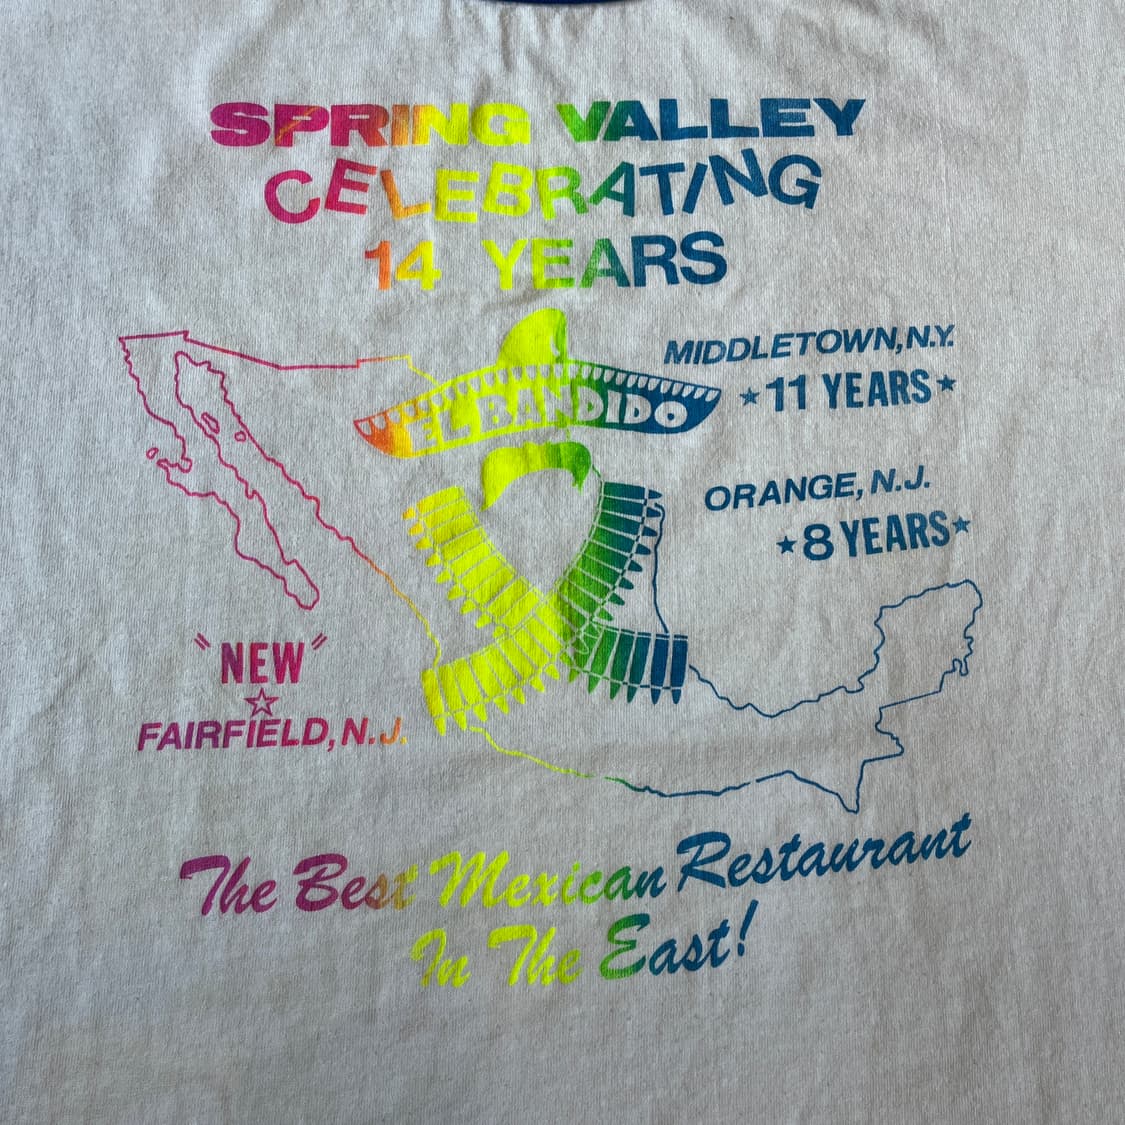 SPRING VALLEY
CELEBRATING
14 YEARS
EL BANDIDO
MIDDLETOWN, N.Y.
★11 YEARS★
ORANGE, N.J.
★8 YEARS★
"NEW"
☆
FAIRFIELD, N.J.
The Best Mexican Restaurant
In The East!